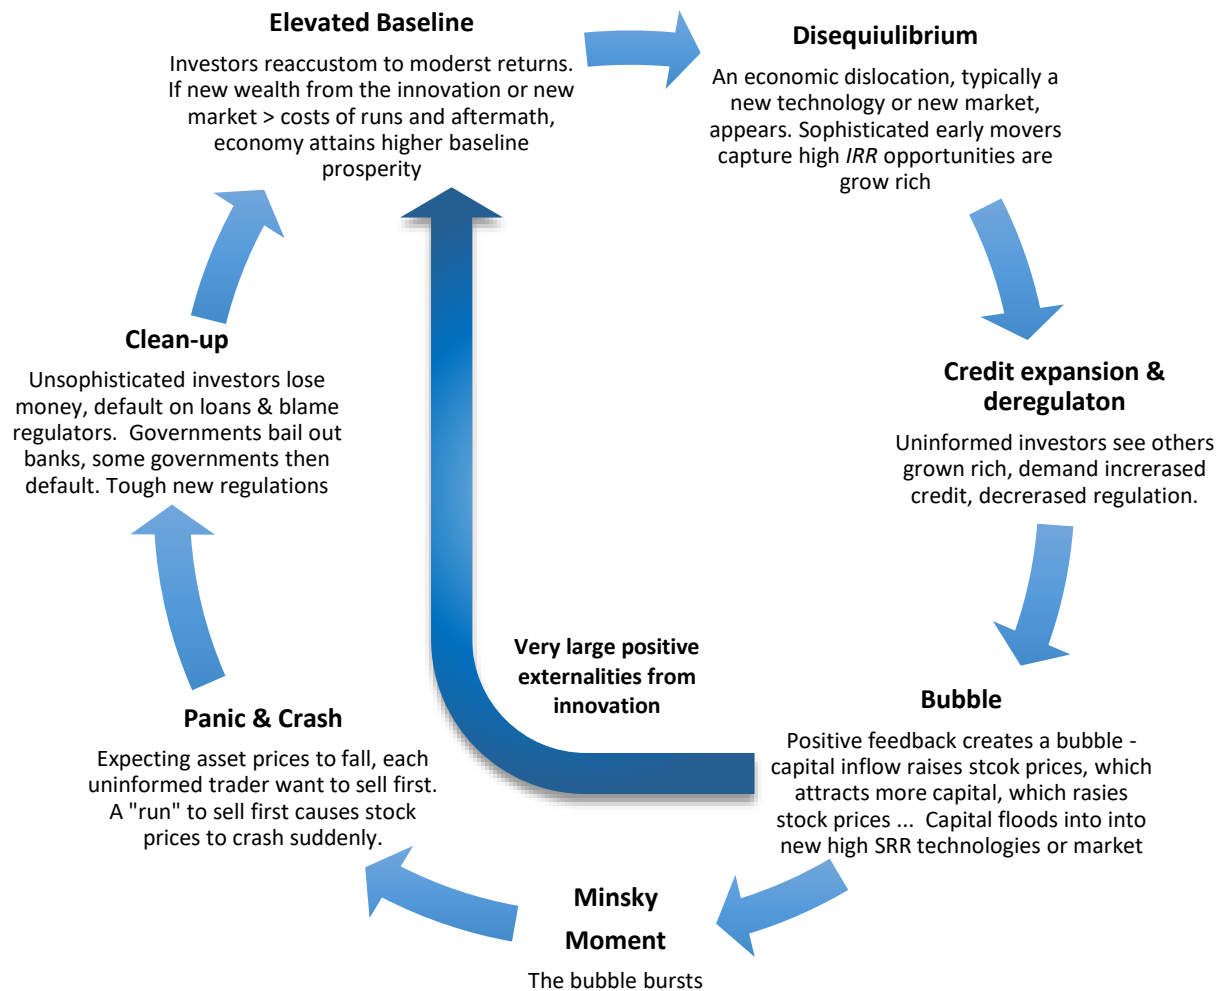 Elevated Baseline
Investors reaccustom to moderst returns.
If new wealth from the innovation or new
market > costs of runs and aftermath,
economy attains higher baseline
prosperity
Disequiulibrium
An economic dislocation, typically a
new technology or new market,
appears. Sophisticated early movers
capture high IRR opportunities are
grow rich
Credit expansion &
deregulaton
Uninformed investors see others
grown rich, demand increrased
credit, decrerased regulation.
Bubble
Positive feedback creates a bubble -
capital inflow raises stcok prices, which
attracts more capital, which rasies
stock prices ... Capital floods into into
new high SRR technologies or market
Very large positive
externalities from
innovation
Minsky
Moment
The bubble bursts
Panic & Crash
Expecting asset prices to fall, each
uninformed trader want to sell first.
A "run" to sell first causes stock
prices to crash suddenly.
Clean-up
Unsophisticated investors lose
money, default on loans & blame
regulators. Governments bail out
banks, some governments then
default. Tough new regulations